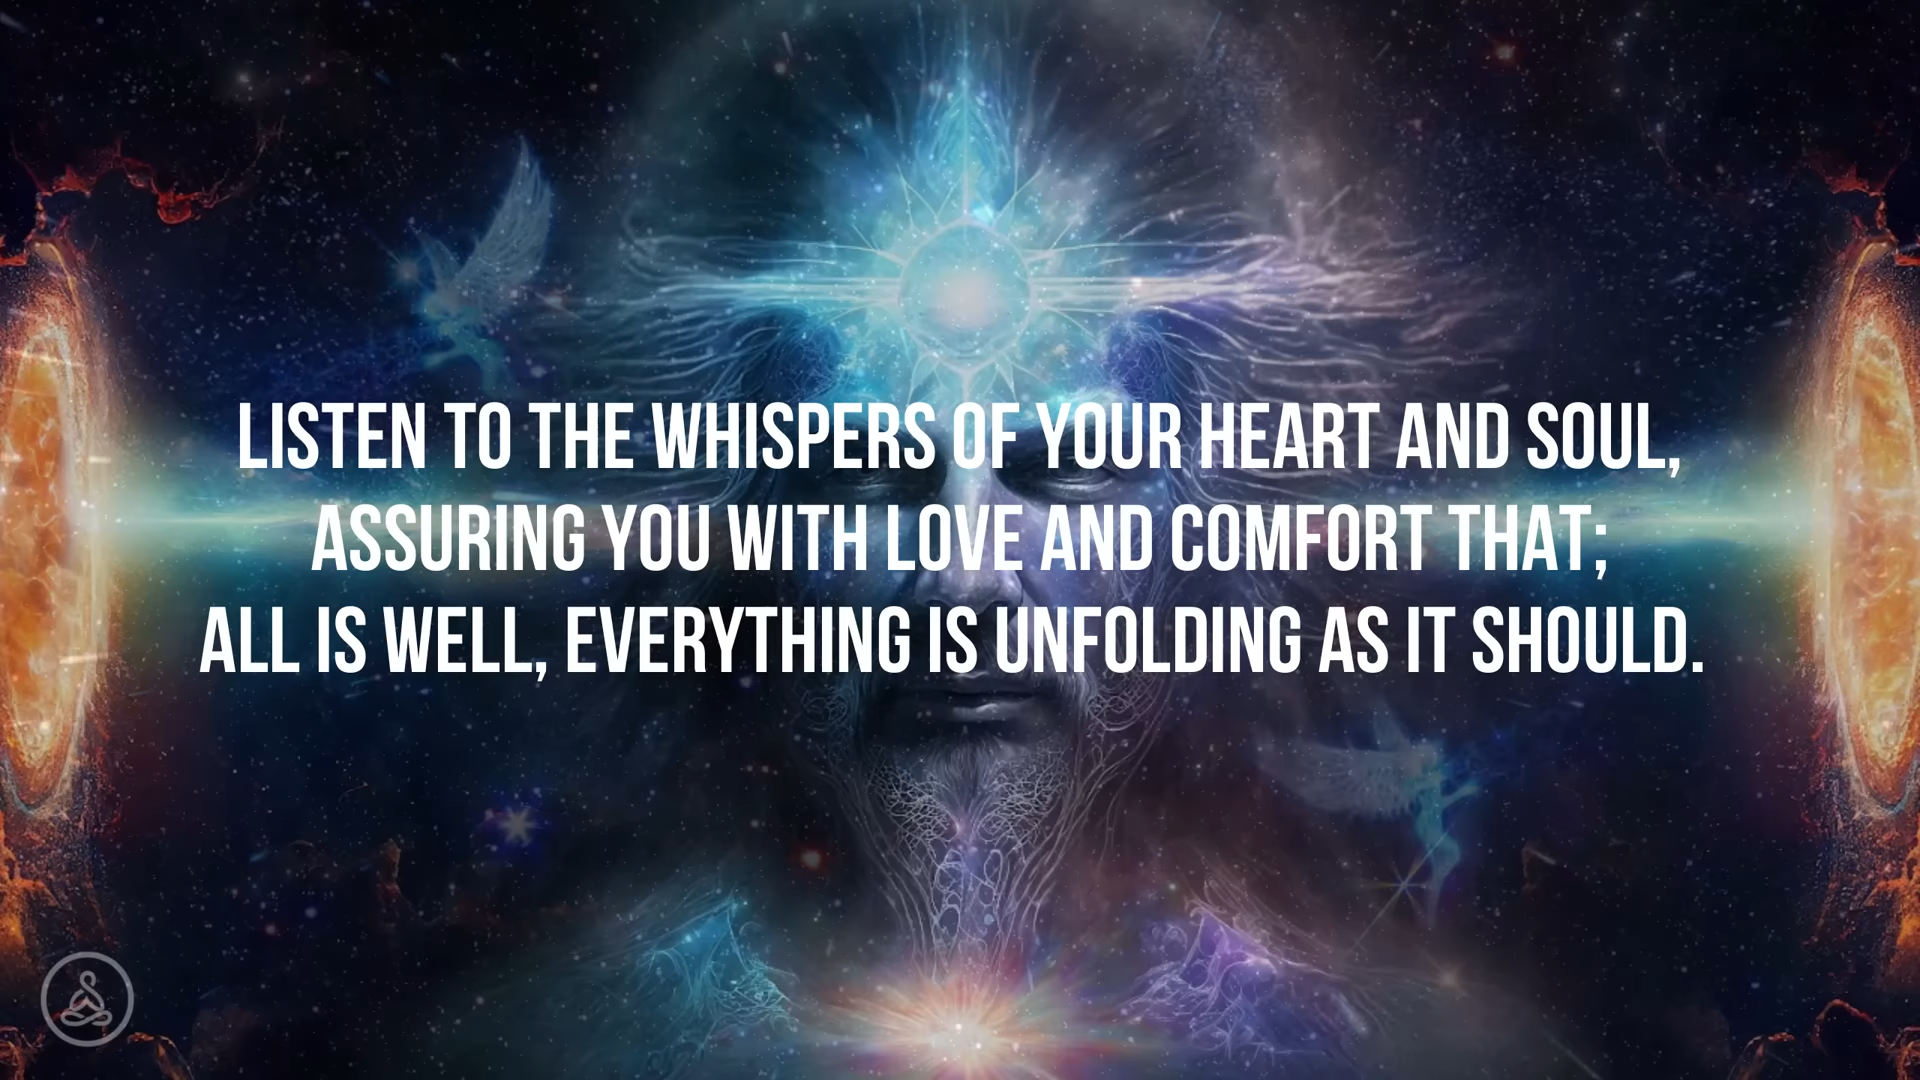 LISTEN TO THE WHISPERS OF YOUR HEART AND SOUL,
ASSURING YOU WITH LOVE AND COMFORT THAT;
ALL IS WELL, EVERYTHING IS UNFOLDING AS IT SHOULD.